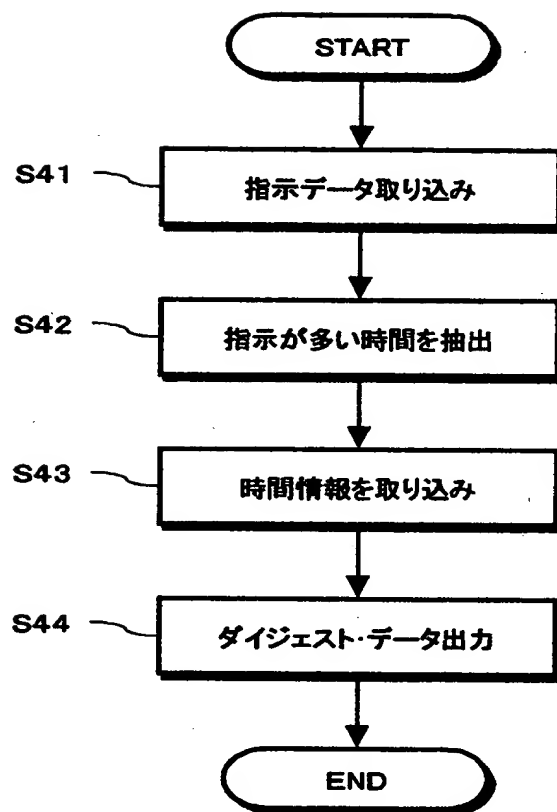 START
S41
指示データ取り込み
S42
指示が多い時間を抽出
S43
時間情報を取り込み
S44
ダイジェスト・データ出力
END